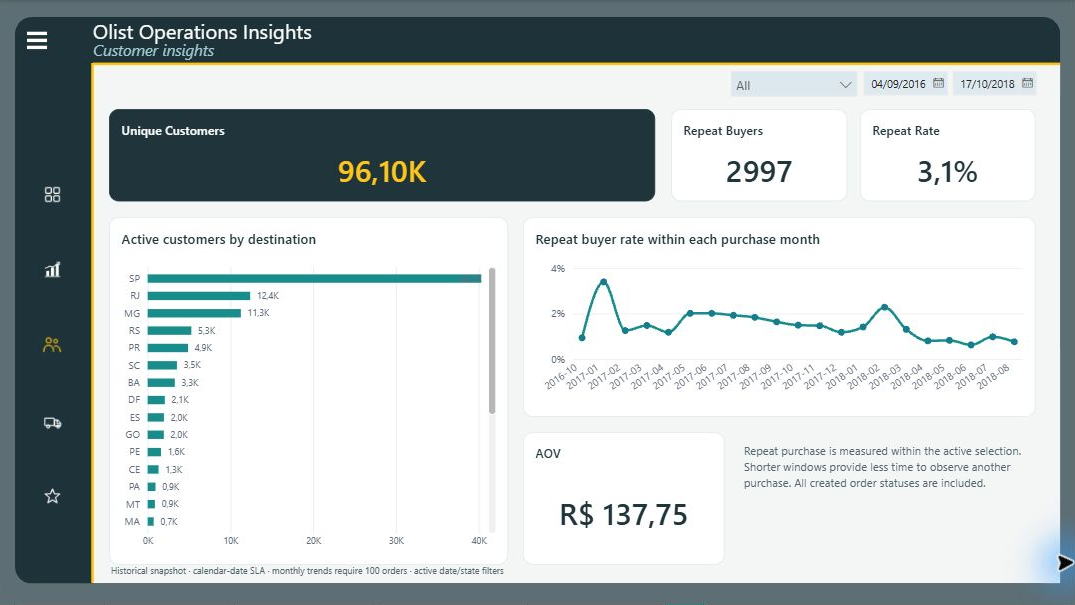 Olist Operations Insights
Customer insights
All
04/09/2016
17/10/2018
Unique Customers
96,10K
Repeat Buyers
2997
Repeat Rate
3,1%
Active customers by destination
SP
RJ 12,4K
MG 11,3K
RS 5,3K
PR 4,9K
SC 3,5K
BA 3,3K
DF 2,1K
ES 2,0K
GO 2,0K
PE 1,6K
CE 1,3K
PA 0,9K
MT 0,9K
MA 0,7K
0K 10K 20K 30K 40K
Repeat buyer rate within each purchase month
4%
2%
0%
2016-10 2017-01 2017-02 2017-03 2017-04 2017-05 2017-06 2017-07 2017-08 2017-09 2017-10 2017-11 2017-12 2018-01 2018-02 2018-03 2018-04 2018-05 2018-06 2018-07 2018-08
AOV
R$ 137,75
Repeat purchase is measured within the active selection.
Shorter windows provide less time to observe another
purchase. All created order statuses are included.
Historical snapshot · calendar-date SLA · monthly trends require 100 orders · active date/state filters